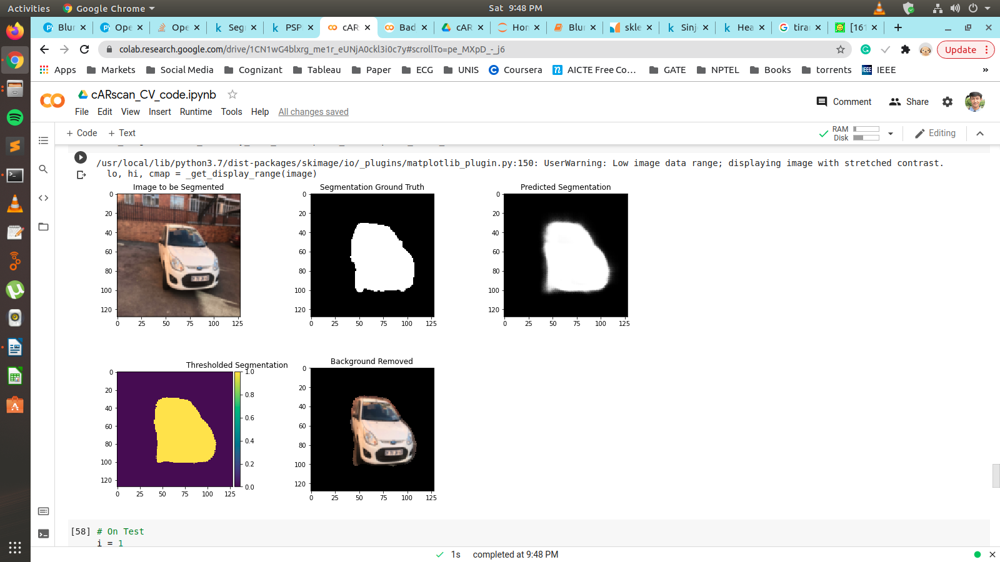 Activities Google Chrome Sat 9:48 PM
Blur Ope Ope Segr PSP cAR Bad cAR Hor Blur skle Sinj Hea tirar [161
colab.research.google.com/drive/1CN1wG4blxrg_me1r_eUNjA0ckl3i0c7y#scrollTo=pe_MXpD_-_j6 Update
Apps Markets Social Media Cognizant Tableau Paper ECG UNIS Coursera AICTE Free Co... GATE NPTEL Books torrents IEEE »
cARscan_CV_code.ipynb
Comment Share
File Edit View Insert Runtime Tools Help All changes saved
+ Code + Text
RAM
Disk
Editing
/usr/local/lib/python3.7/dist-packages/skimage/io/_plugins/matplotlib_plugin.py:150: UserWarning: Low image data range; displaying image with stretched contrast.
lo, hi, cmap = _get_display_range(image)
Image to be Segmented Segmentation Ground Truth Predicted Segmentation
0 0 0
20 20 20
40 40 40
60 60 60
80 80 80
100 100 100
120 120 120
0 25 50 75 100 125 0 25 50 75 100 125 0 25 50 75 100 125
Thresholded Segmentation Background Removed
0 1.0 0
20 0.8 20
40 0.6 40
60 0.4 60
80 0.2 80
100 0.0 100
120 120
0 25 50 75 100 125 0 25 50 75 100 125
[58] # On Test
i = 1
1s completed at 9:48 PM